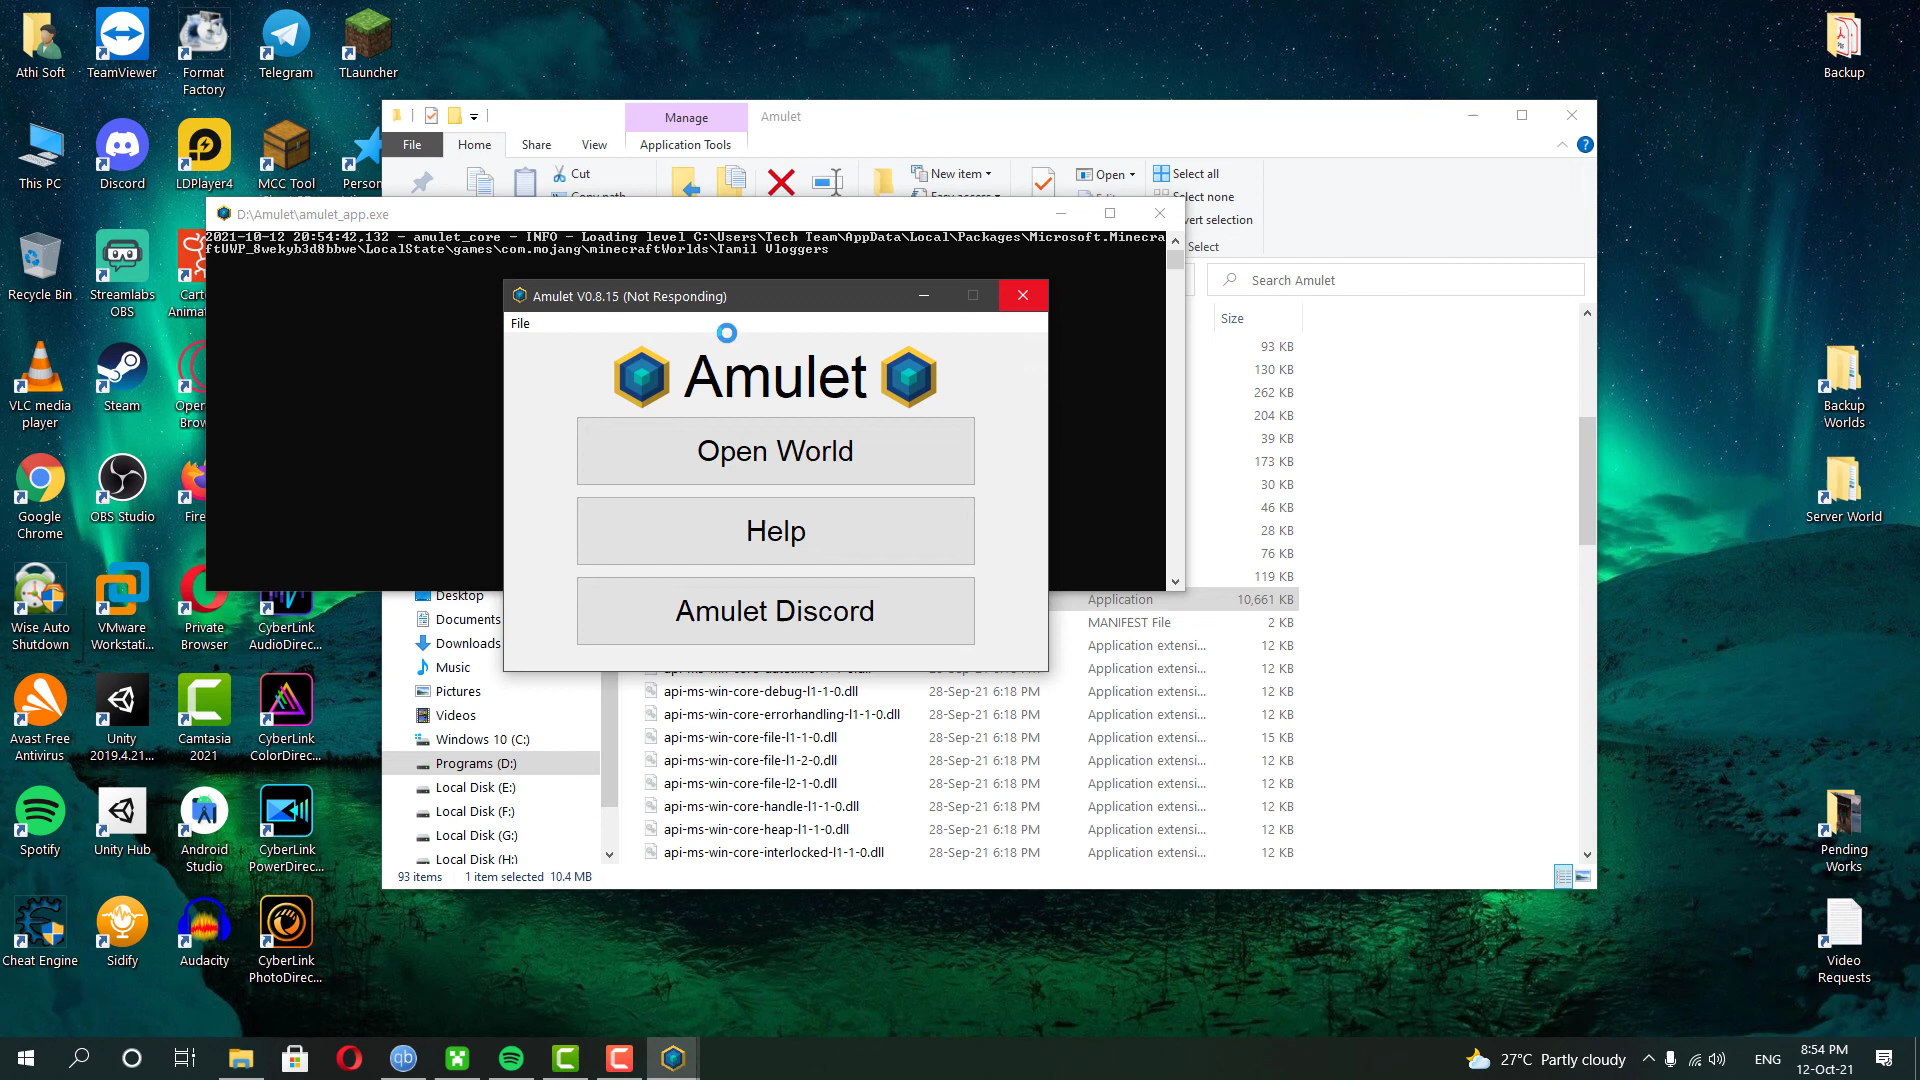 Athi Soft
TeamViewer
Format
Factory
Telegram
TLauncher
Backup
This PC
Discord
LDPlayer4
MCC Tool
Person
Recycle Bin
Streamlabs
OBS
Cart
Anima
VLC media
player
Steam
Oper
Brow
Google
Chrome
OBS Studio
Fire
Wise Auto
Shutdown
VMware
Workstati...
Private
Browser
CyberLink
AudioDirec...
Avast Free
Antivirus
Unity
2019.4.21...
Camtasia
2021
CyberLink
ColorDirec...
Spotify
Unity Hub
Android
Studio
CyberLink
PowerDirec...
Cheat Engine
Sidify
Audacity
CyberLink
PhotoDirec...
Backup
Worlds
Server World
Pending
Works
Video
Requests
Manage
Amulet
File
Home
Share
View
Application Tools
Cut
New item
Open
Select all
Select none
vert selection
Select
Search Amulet
D:\Amulet\amulet_app.exe
2021-10-12 20:54:42,132 - amulet_core - INFO - Loading level C:\Users\Tech Team\AppData\Local\Packages\Microsoft.Minecra
ftUWP_8wekyb3d8bbwe\LocalState\games\com.mojang\minecraftWorlds\Tamil Vloggers
Amulet V0.8.15 (Not Responding)
File
Amulet
Open World
Help
Amulet Discord
Size
93 KB
130 KB
262 KB
204 KB
39 KB
173 KB
30 KB
46 KB
28 KB
76 KB
119 KB
Application 10,661 KB
MANIFEST File 2 KB
Application extensi... 12 KB
Application extensi... 12 KB
api-ms-win-core-debug-l1-1-0.dll 28-Sep-21 6:18 PM Application extensi... 12 KB
api-ms-win-core-errorhandling-l1-1-0.dll 28-Sep-21 6:18 PM Application extensi... 12 KB
api-ms-win-core-file-l1-1-0.dll 28-Sep-21 6:18 PM Application extensi... 15 KB
api-ms-win-core-file-l1-2-0.dll 28-Sep-21 6:18 PM Application extensi... 12 KB
api-ms-win-core-file-l2-1-0.dll 28-Sep-21 6:18 PM Application extensi... 12 KB
api-ms-win-core-handle-l1-1-0.dll 28-Sep-21 6:18 PM Application extensi... 12 KB
api-ms-win-core-heap-l1-1-0.dll 28-Sep-21 6:18 PM Application extensi... 12 KB
api-ms-win-core-interlocked-l1-1-0.dll 28-Sep-21 6:18 PM Application extensi... 12 KB
Desktop
Documents
Downloads
Music
Pictures
Videos
Windows 10 (C:)
Programs (D:)
Local Disk (E:)
Local Disk (F:)
Local Disk (G:)
Local Disk (H:)
93 items 1 item selected 10.4 MB
27°C Partly cloudy
ENG
8:54 PM
12-Oct-21